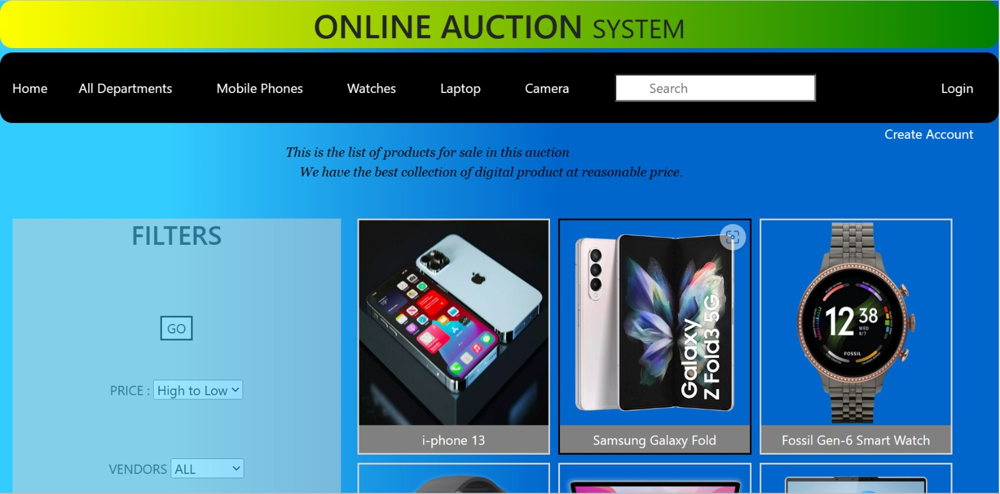 ONLINE AUCTION SYSTEM
Home All Departments Mobile Phones Watches Laptop Camera Search Login
Create Account
This is the list of products for sale in this auction
We have the best collection of digital product at reasonable price.
FILTERS
GO
PRICE : High to Low
VENDORS ALL
Galaxy
Z Fold3 5G
12 38
WED
8/7
FOSSIL
i-phone 13
Samsung Galaxy Fold
Fossil Gen-6 Smart Watch